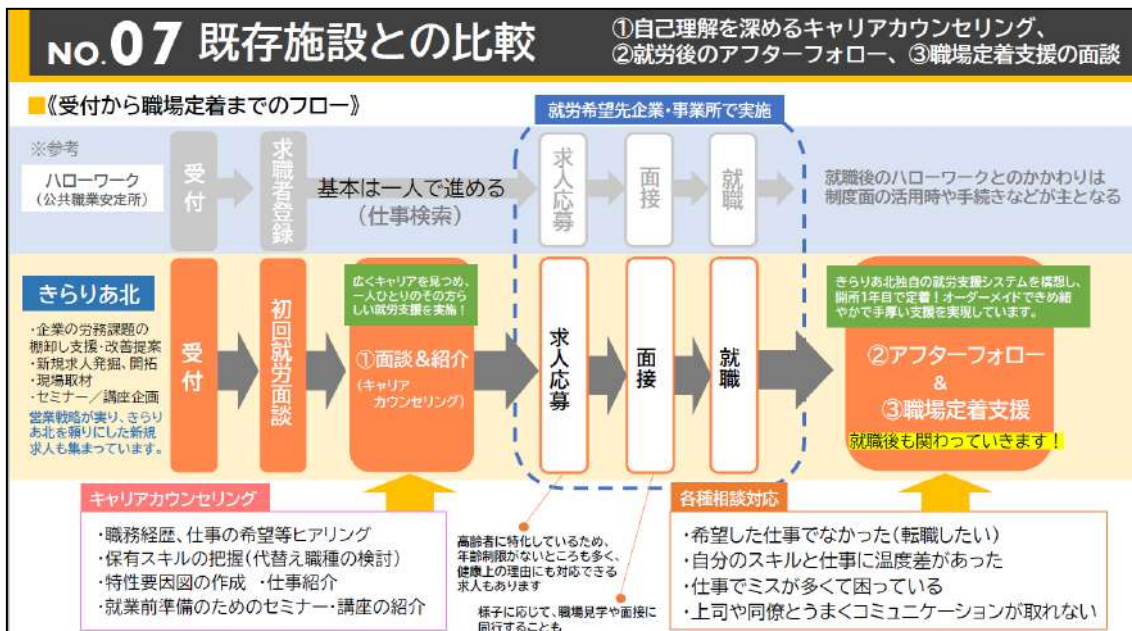 NO.07 既存施設との比較
①自己理解を深めるキャリアカウンセリング、
②就労後のアフターフォロー、③職場定着支援の面談
■《受付から職場定着までのフロー》
就労希望先企業・事業所で実施
※参考
ハローワーク
(公共職業安定所)
受付
求職者登録
基本は一人で進める
(仕事検索)
求人応募
面接
就職
就職後のハローワークとのかかわりは
制度面の活用時や手続きなどが主となる
きらりあ北
・企業の労務課題の
棚卸し支援・改善提案
・新規求人発掘、開拓
・現場取材
・セミナー/講座企画
営業戦略が実り、きらり
あ北を頼りにした新規
求人も集まっています。
受付
初回就労面談
広くキャリアを見つめ、
一人ひとりのその方ら
しい就労支援を実施!
①面談&紹介
(キャリア
カウンセリング)
求人応募
面接
就職
きらりあ北独自の就労支援システムを構想し、
開所1年目で定着!オーダーメイドできめ細
やかで手厚い支援を実現しています。
②アフターフォロー
&
③職場定着支援
就職後も関わっていきます!
キャリアカウンセリング
・職務経歴、仕事の希望等ヒアリング
・保有スキルの把握(代替え職種の検討)
・特性要因図の作成 ・仕事紹介
・就業前準備のためのセミナー・講座の紹介
高齢者に特化しているため、
年齢制限がないところも多く、
健康上の理由にも対応できる
求人もあります
様子に応じて、職場見学や面接に
同行することも
各種相談対応
・希望した仕事でなかった(転職したい)
・自分のスキルと仕事に温度差があった
・仕事でミスが多くて困っている
・上司や同僚とうまくコミュニケーションが取れない